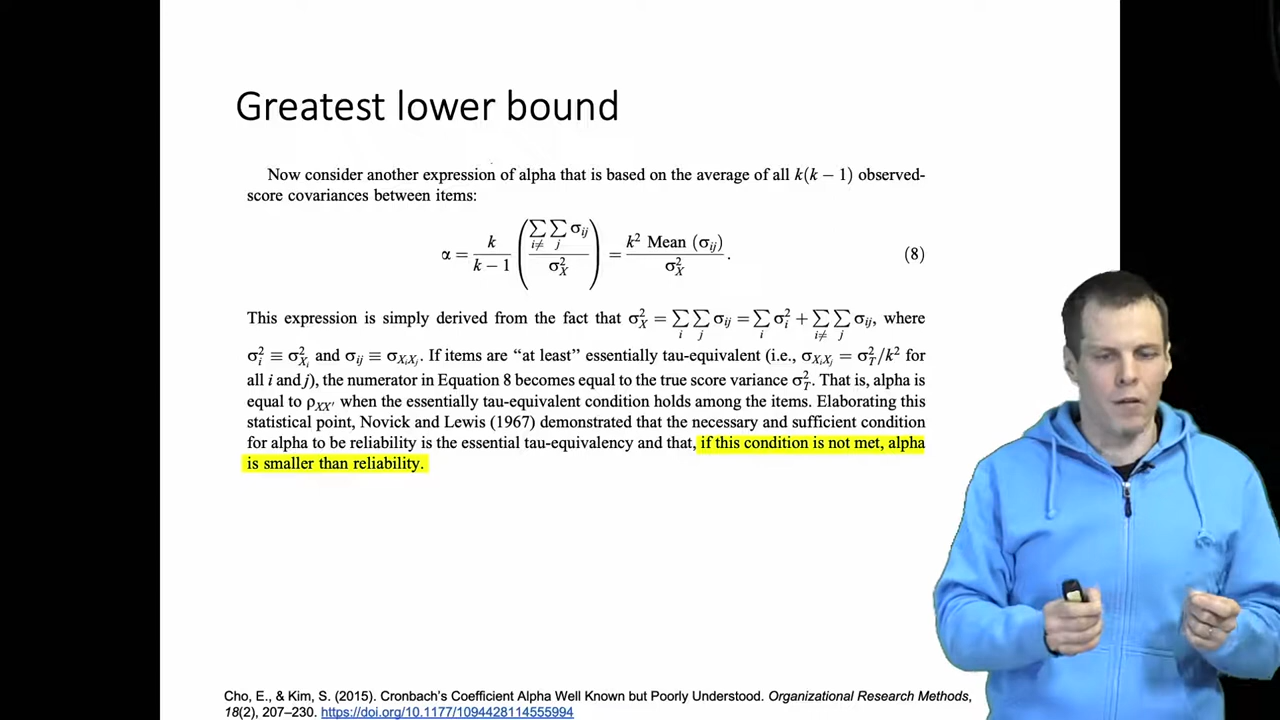 Greatest lower bound
Now consider another expression of alpha that is based on the average of all k(k − 1) observed-
score covariances between items:
α = k / (k − 1) (∑i≠ ∑j σij / σ²X) = k² Mean (σij) / σ²X . (8)
This expression is simply derived from the fact that σ²X = ∑i ∑j σij = ∑i σ²i + ∑i≠ ∑j σij, where
σ²i ≡ σ²Xi and σij ≡ σXiXj. If items are “at least” essentially tau-equivalent (i.e., σXiXj = σ²T/k² for
all i and j), the numerator in Equation 8 becomes equal to the true score variance σ²T. That is, alpha is
equal to ρXX′ when the essentially tau-equivalent condition holds among the items. Elaborating this
statistical point, Novick and Lewis (1967) demonstrated that the necessary and sufficient condition
for alpha to be reliability is the essential tau-equivalency and that, if this condition is not met, alpha
is smaller than reliability.
Cho, E., & Kim, S. (2015). Cronbach’s Coefficient Alpha Well Known but Poorly Understood. Organizational Research Methods,
18(2), 207–230. https://doi.org/10.1177/1094428114555994